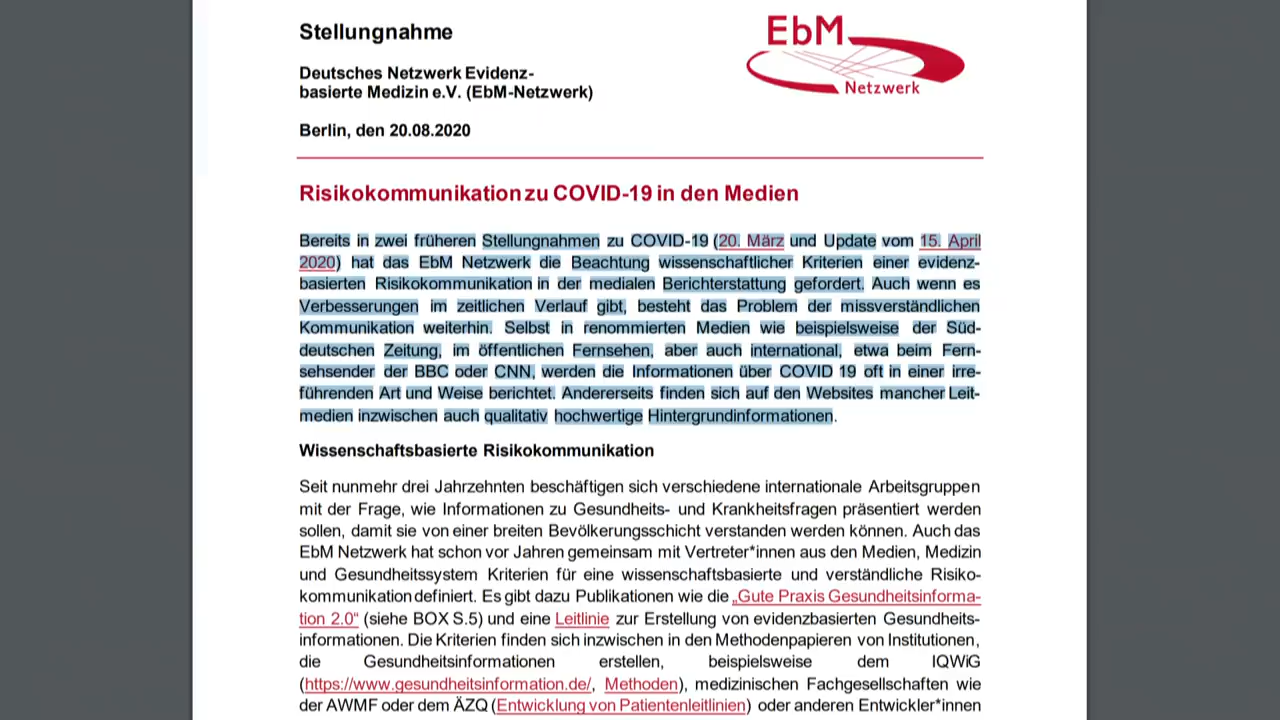 Stellungnahme
EbM
Netzwerk
Deutsches Netzwerk Evidenz-
basierte Medizin e.V. (EbM-Netzwerk)
Berlin, den 20.08.2020
Risikokommunikation zu COVID-19 in den Medien
Bereits in zwei früheren Stellungnahmen zu COVID-19 (20. März und Update vom 15. April
2020) hat das EbM Netzwerk die Beachtung wissenschaftlicher Kriterien einer evidenz-
basierten Risikokommunikation in der medialen Berichterstattung gefordert. Auch wenn es
Verbesserungen im zeitlichen Verlauf gibt, besteht das Problem der missverständlichen
Kommunikation weiterhin. Selbst in renommierten Medien wie beispielsweise der Süd-
deutschen Zeitung, im öffentlichen Fernsehen, aber auch international, etwa beim Fern-
sehsender der BBC oder CNN, werden die Informationen über COVID 19 oft in einer irre-
führenden Art und Weise berichtet. Andererseits finden sich auf den Websites mancher Leit-
medien inzwischen auch qualitativ hochwertige Hintergrundinformationen.
Wissenschaftsbasierte Risikokommunikation
Seit nunmehr drei Jahrzehnten beschäftigen sich verschiedene internationale Arbeitsgruppen
mit der Frage, wie Informationen zu Gesundheits- und Krankheitsfragen präsentiert werden
sollen, damit sie von einer breiten Bevölkerungsschicht verstanden werden können. Auch das
EbM Netzwerk hat schon vor Jahren gemeinsam mit Vertreter*innen aus den Medien, Medizin
und Gesundheitssystem Kriterien für eine wissenschaftsbasierte und verständliche Risiko-
kommunikation definiert. Es gibt dazu Publikationen wie die „Gute Praxis Gesundheitsinforma-
tion 2.0“ (siehe BOX S.5) und eine Leitlinie zur Erstellung von evidenzbasierten Gesundheits-
informationen. Die Kriterien finden sich inzwischen in den Methodenpapieren von Institutionen,
die Gesundheitsinformationen erstellen, beispielsweise dem IQWiG
(https://www.gesundheitsinformation.de/, Methoden), medizinischen Fachgesellschaften wie
der AWMF oder dem ÄZQ (Entwicklung von Patientenleitlinien) oder anderen Entwickler*innen